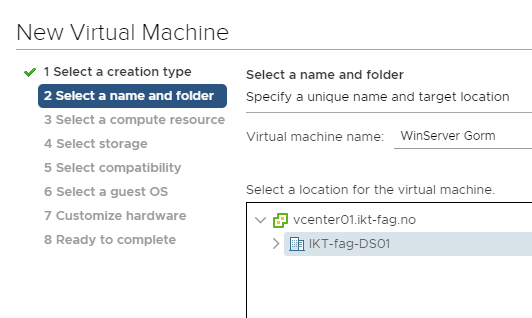 New Virtual Machine
1 Select a creation type
2 Select a name and folder
3 Select a compute resource
4 Select storage
5 Select compatibility
6 Select a guest OS
7 Customize hardware
8 Ready to complete
Select a name and folder
Specify a unique name and target location
Virtual machine name: WinServer Gorm
Select a location for the virtual machine.
vcenter01.ikt-fag.no
IKT-fag-DS01